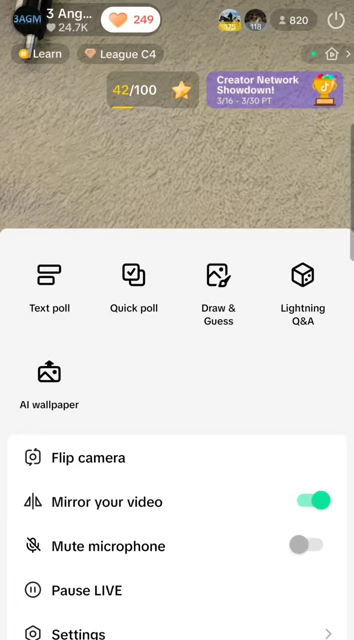 3AGM
3 Ang...
24.7K
249
175
118
820
Learn
League C4
42/100
Creator Network
Showdown!
3/16 - 3/30 PT
Text poll
Quick poll
Draw &
Guess
Lightning
Q&A
AI wallpaper
Flip camera
Mirror your video
Mute microphone
Pause LIVE
Settings